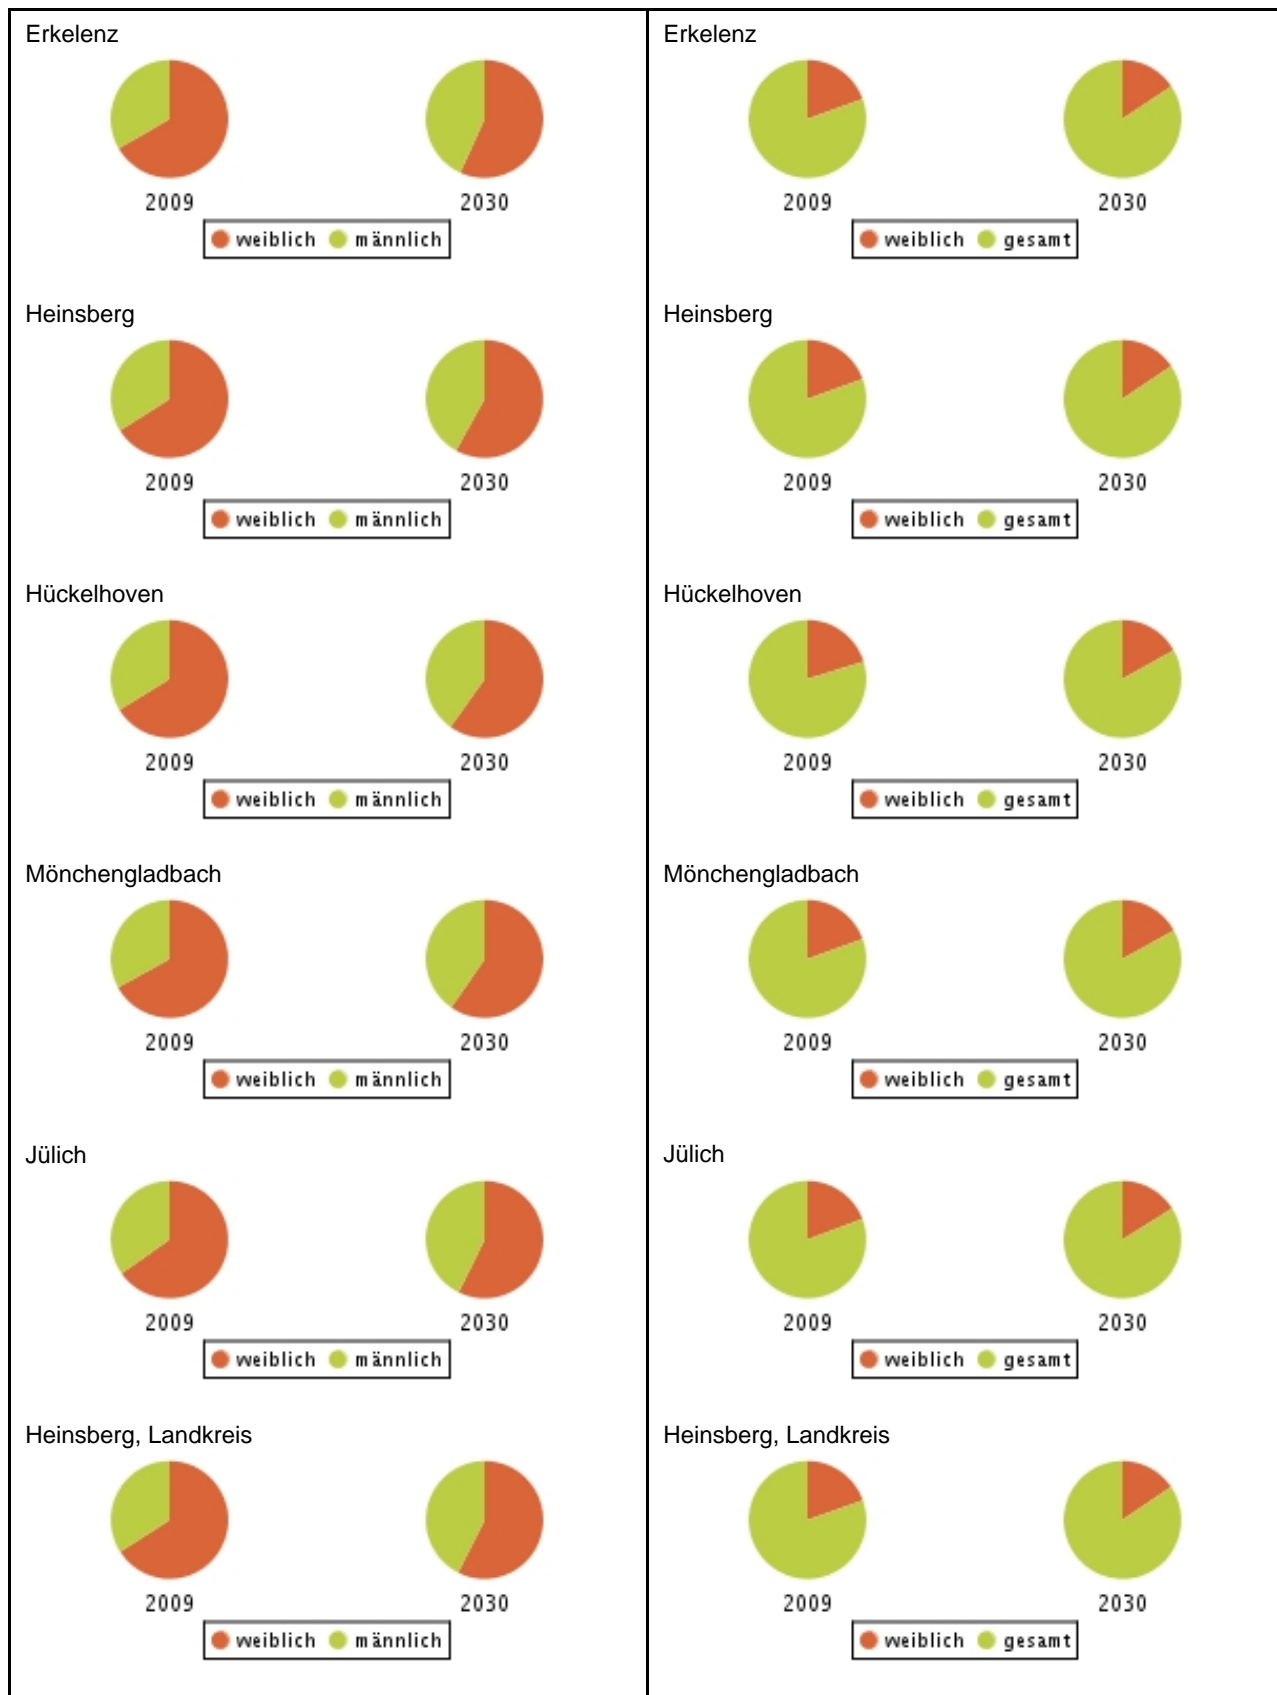 Erkelenz
2009 2030
weiblich männlich
Heinsberg
2009 2030
weiblich männlich
Hückelhoven
2009 2030
weiblich männlich
Mönchengladbach
2009 2030
weiblich männlich
Jülich
2009 2030
weiblich männlich
Heinsberg, Landkreis
2009 2030
weiblich männlich
Erkelenz
2009 2030
weiblich gesamt
Heinsberg
2009 2030
weiblich gesamt
Hückelhoven
2009 2030
weiblich gesamt
Mönchengladbach
2009 2030
weiblich gesamt
Jülich
2009 2030
weiblich gesamt
Heinsberg, Landkreis
2009 2030
weiblich gesamt